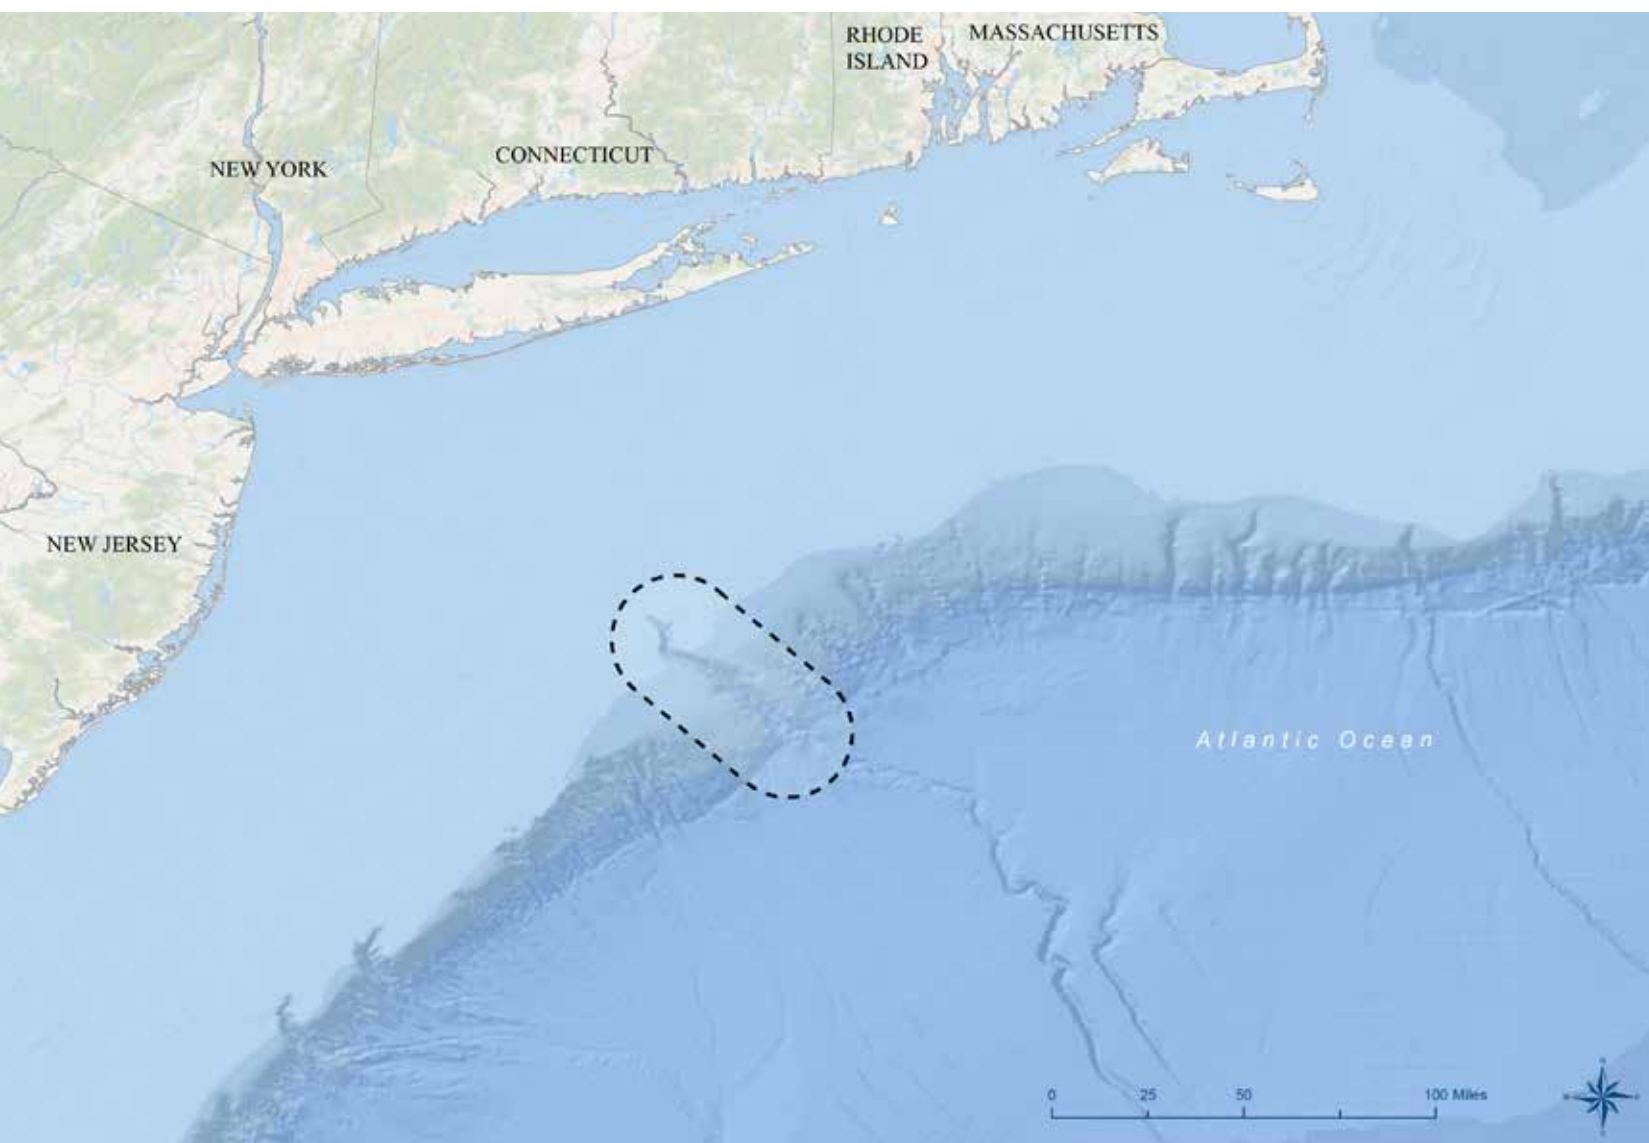 RHODE
ISLAND
MASSACHUSETTS
NEW YORK
CONNECTICUT
NEW JERSEY
Atlantic Ocean
0 25 50 100 Miles